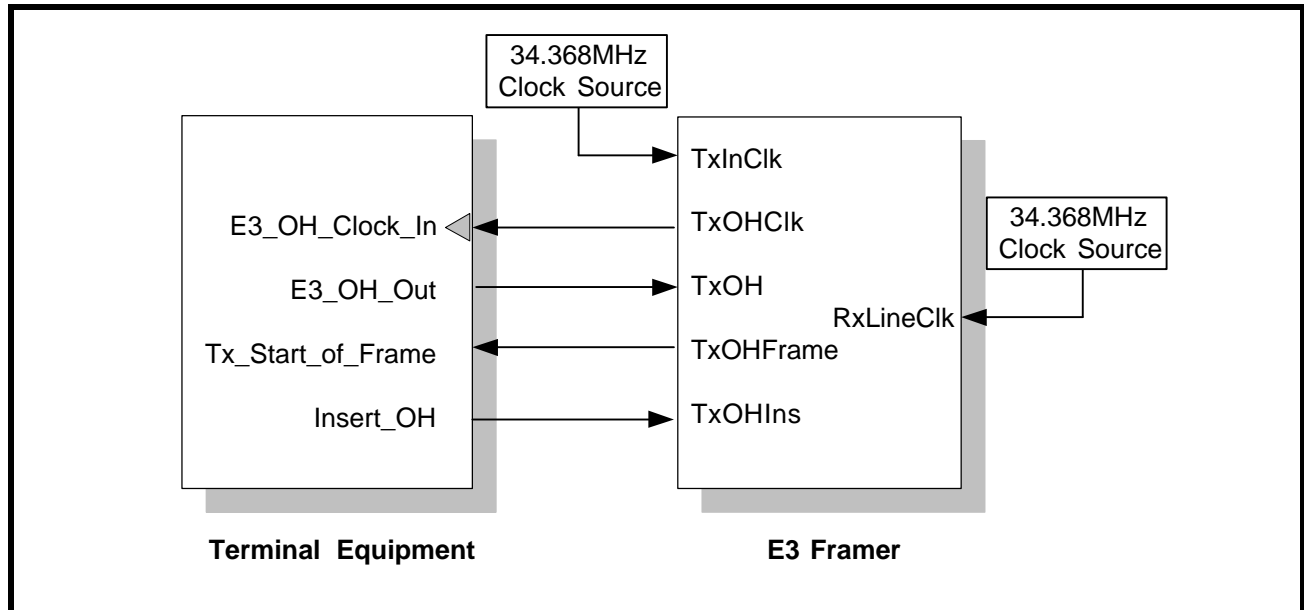 34.368MHz
Clock Source
TxInClk
E3_OH_Clock_In
TxOHClk
34.368MHz
Clock Source
E3_OH_Out
TxOH
RxLineClk
Tx_Start_of_Frame
TxOHFrame
Insert_OH
TxOHIns
Terminal Equipment
E3 Framer